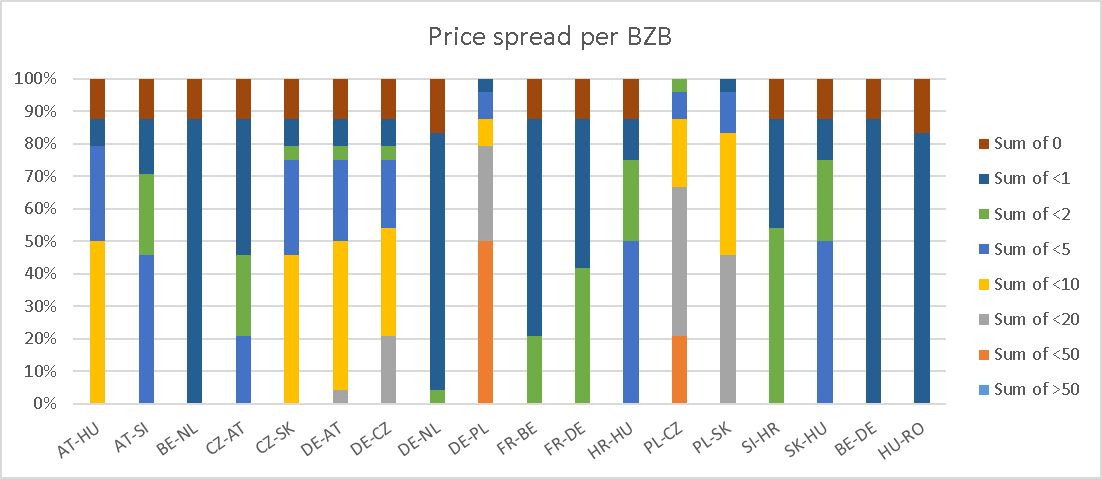 Price spread per BZB
100%
90%
80%
70%
60%
50%
40%
30%
20%
10%
0%
AT-HU
AT-SI
BE-NL
CZ-AT
CZ-SK
DE-AT
DE-CZ
DE-NL
DE-PL
FR-BE
FR-DE
HR-HU
PL-CZ
PL-SK
SI-HR
SK-HU
BE-DE
HU-RO
Sum of 0
Sum of <1
Sum of <2
Sum of <5
Sum of <10
Sum of <20
Sum of <50
Sum of >50